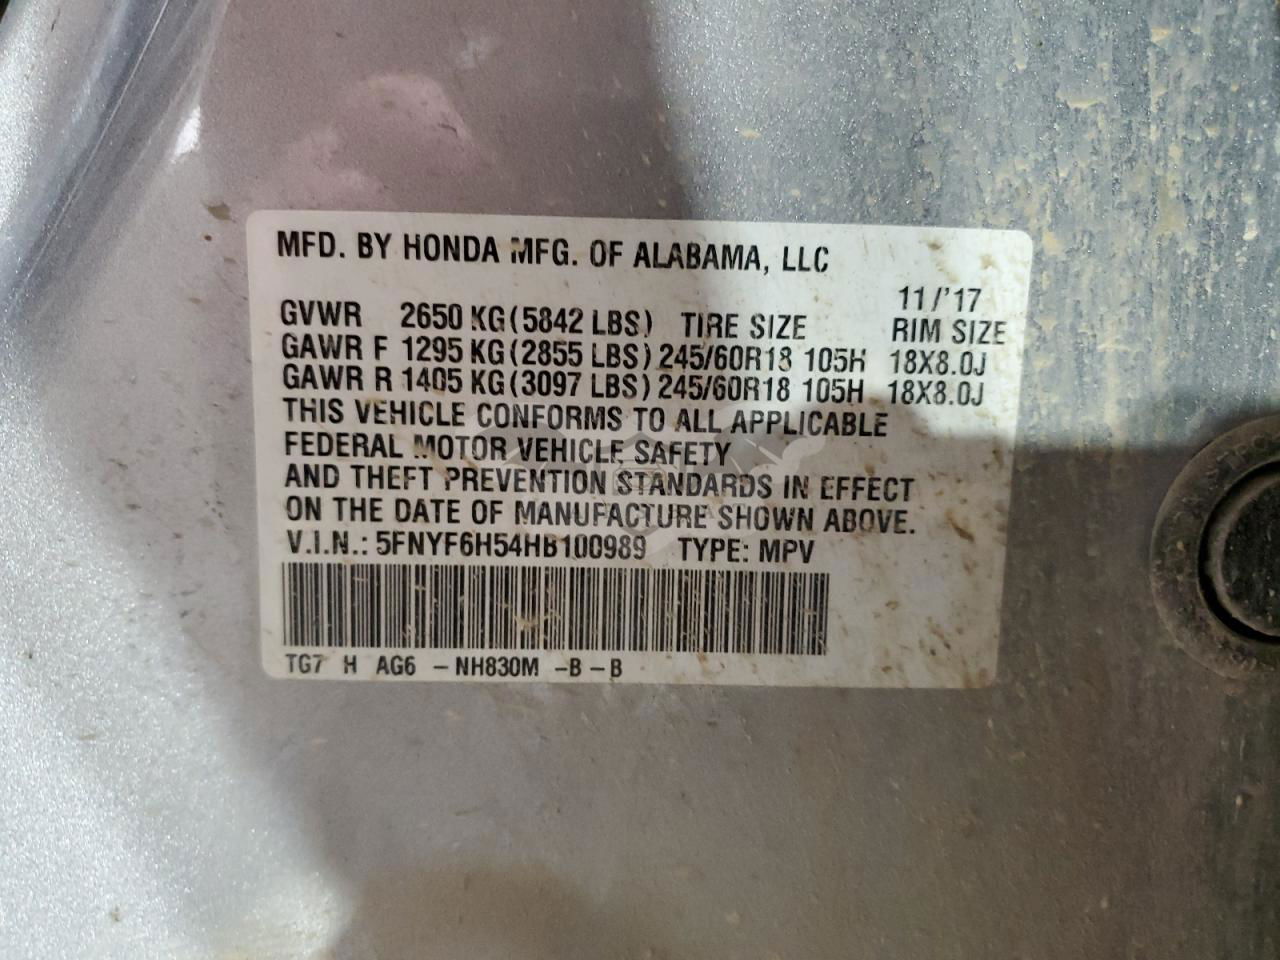 MFD. BY HONDA MFG. OF ALABAMA, LLC
11/'17
GVWR 2650 KG (5842 LBS) TIRE SIZE RIM SIZE
GAWR F 1295 KG (2855 LBS) 245/60R18 105H 18X8.0J
GAWR R 1405 KG (3097 LBS) 245/60R18 105H 18X8.0J
THIS VEHICLE CONFORMS TO ALL APPLICABLE
FEDERAL MOTOR VEHICLE SAFETY
AND THEFT PREVENTION STANDARDS IN EFFECT
ON THE DATE OF MANUFACTURE SHOWN ABOVE.
V.I.N.: 5FNYF6H54HB100989 TYPE: MPV
TG7 H AG6 - NH830M -B - B